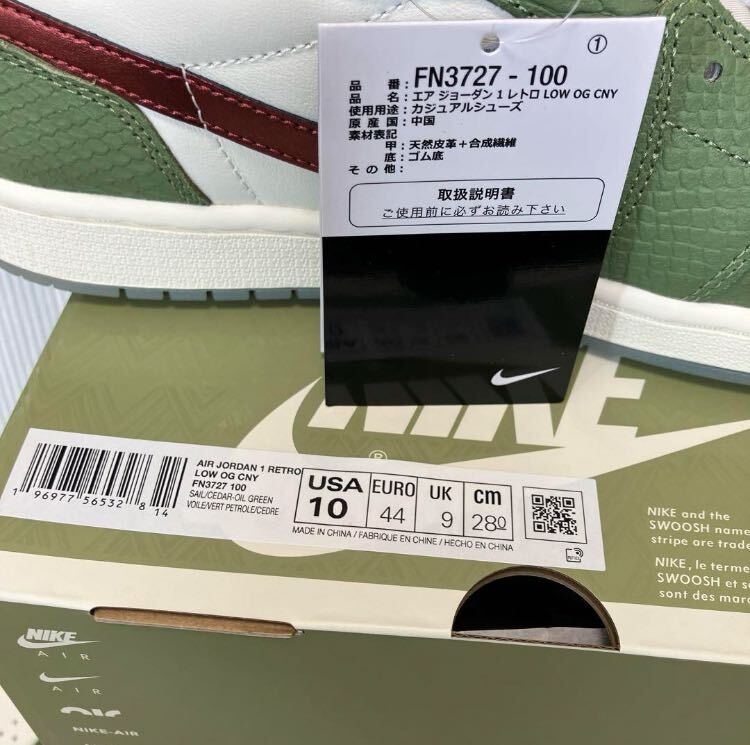 ①
品　番 : FN3727 - 100
品　名 : エア ジョーダン 1 レトロ LOW OG CNY
使用用途 : カジュアルシューズ
原 産 国 : 中国
素材表記
甲 : 天然皮革＋合成繊維
底 : ゴム底
そ の 他 :
取扱説明書
ご使用前に必ずお読み下さい
NIKE
®
AIR JORDAN 1 RETRO
LOW OG CNY
FN3727 100
SAIL/CEDAR-OIL GREEN
VOILE/VERT PETROLE/CEDRE
1 96977 56532 8 14
USA
10
EURO
44
UK
9
cm
28.0
MADE IN CHINA / FABRIQUE EN CHINE / HECHO EN CHINA
NIKE and the
SWOOSH name
stripe are trade
NIKE, le terme
SWOOSH et s
sont des marq
NIKE
AIR
AIR
AIR
NIKE-AIR